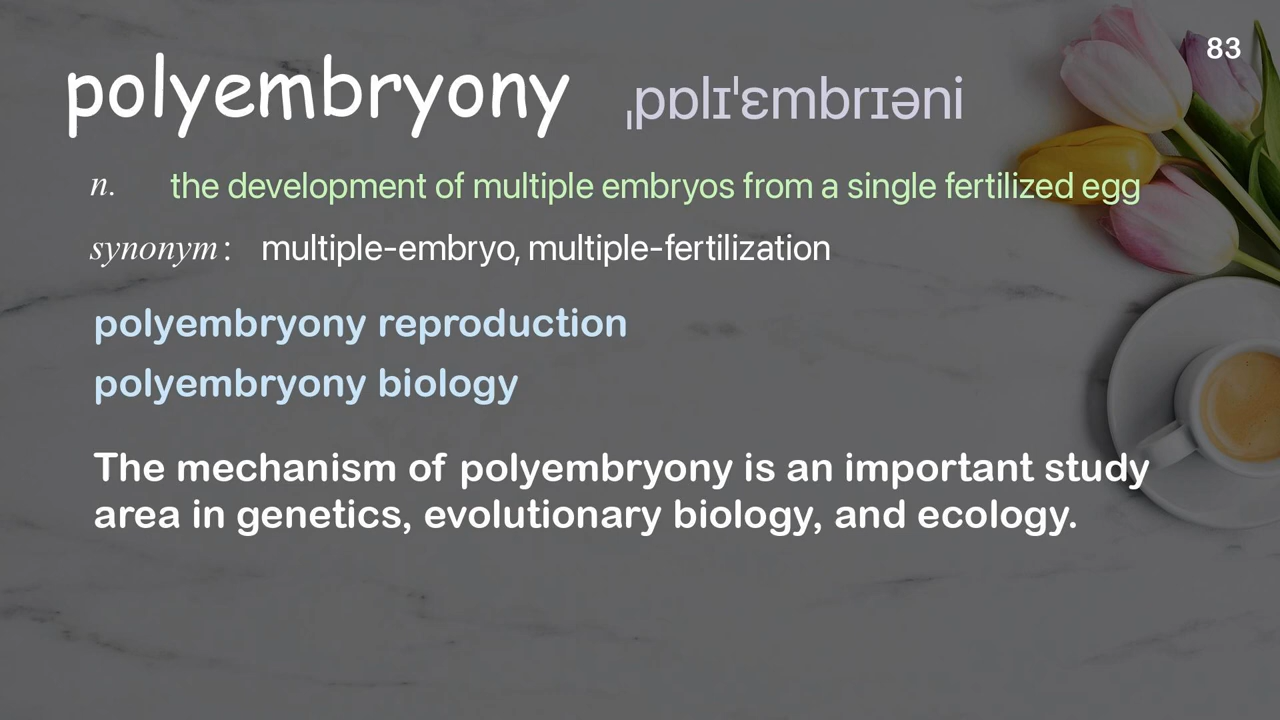 83
polyembryony ˌpɒlɪˈɛmbrɪəni
n. the development of multiple embryos from a single fertilized egg
synonym: multiple-embryo, multiple-fertilization
polyembryony reproduction
polyembryony biology
The mechanism of polyembryony is an important study
area in genetics, evolutionary biology, and ecology.